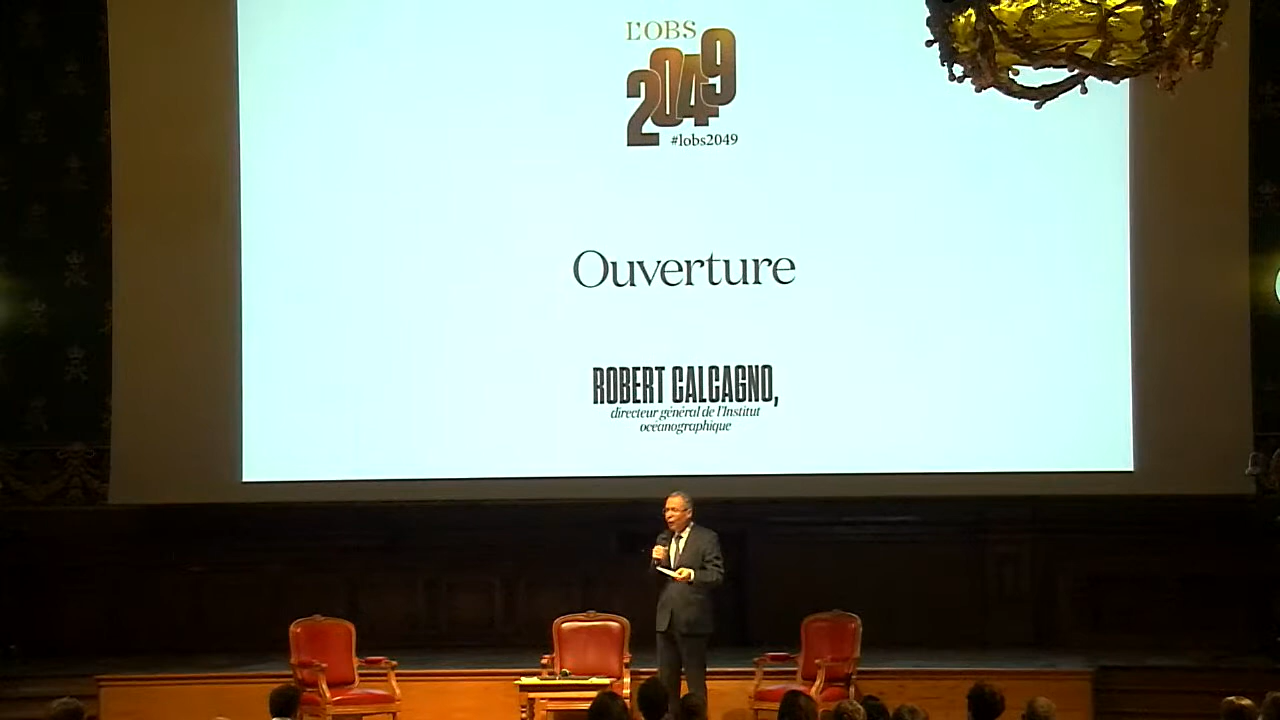 L'OBS
2049
#lobs2049
Ouverture
ROBERT CALCAGNO,
directeur général de l'Institut
océanographique